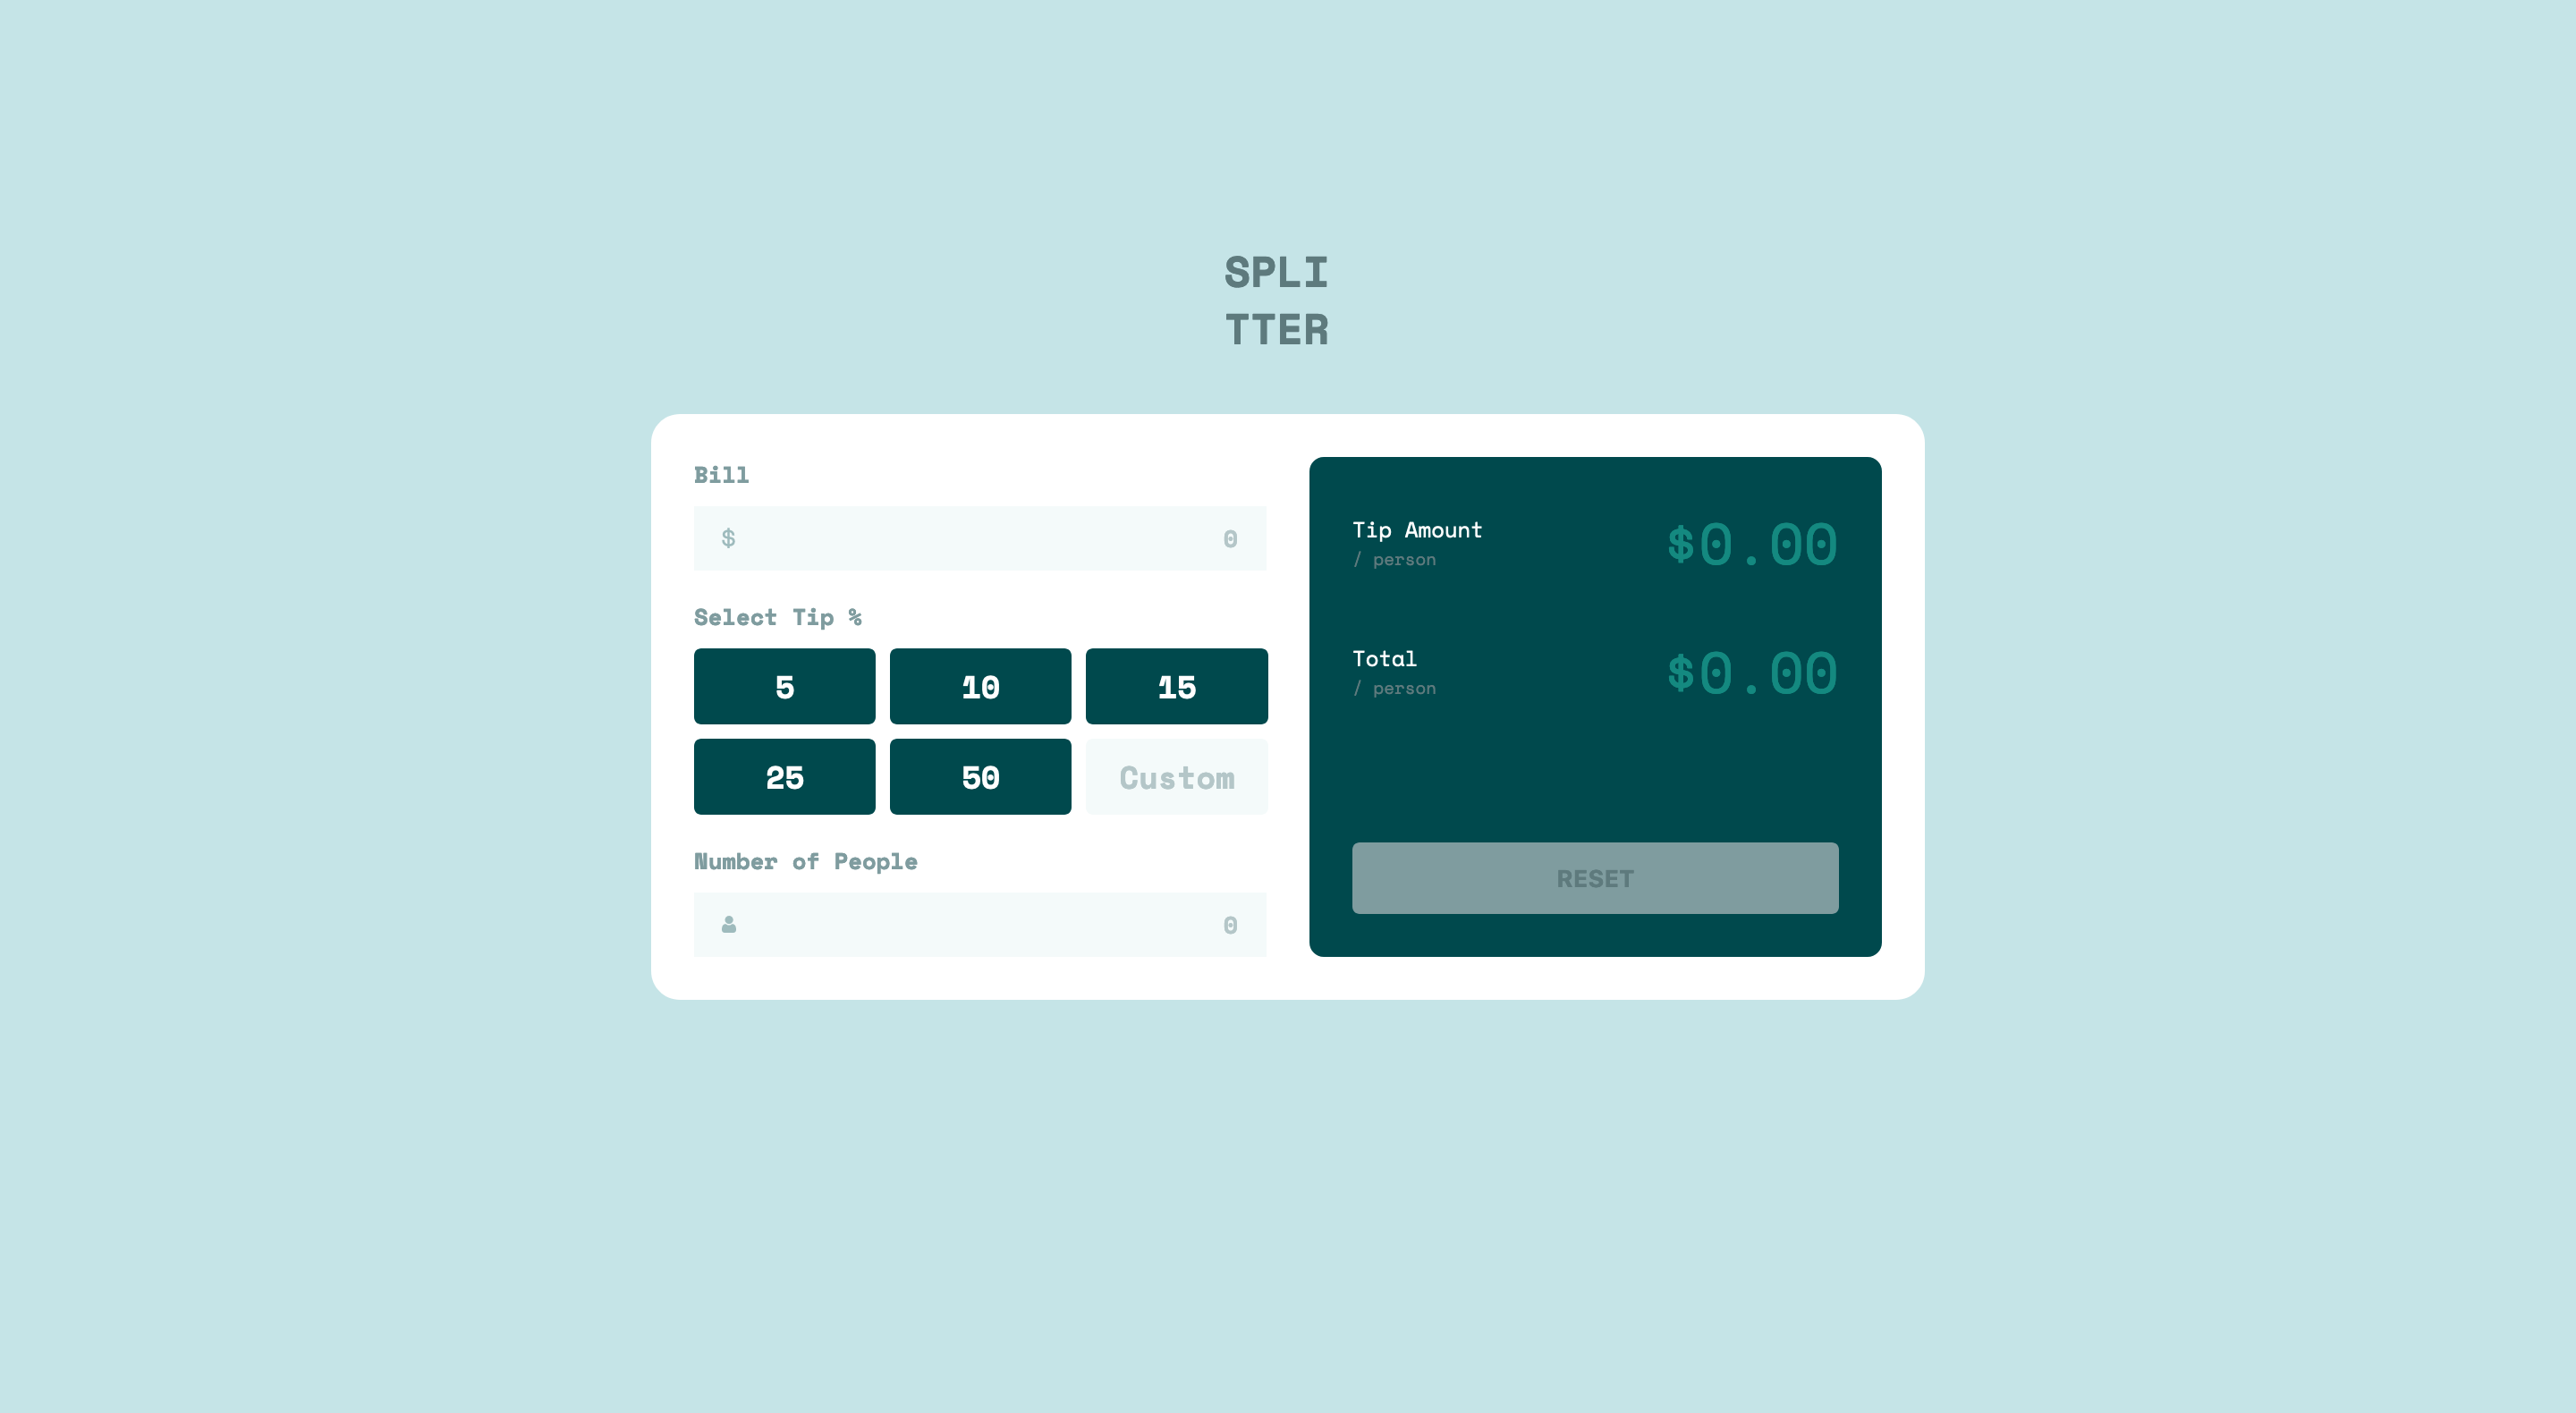 SPLI
TTER
Bill
$ 0
Select Tip %
5 10 15
25 50 Custom
Number of People
0
Tip Amount
/ person
$0.00
Total
/ person
$0.00
RESET